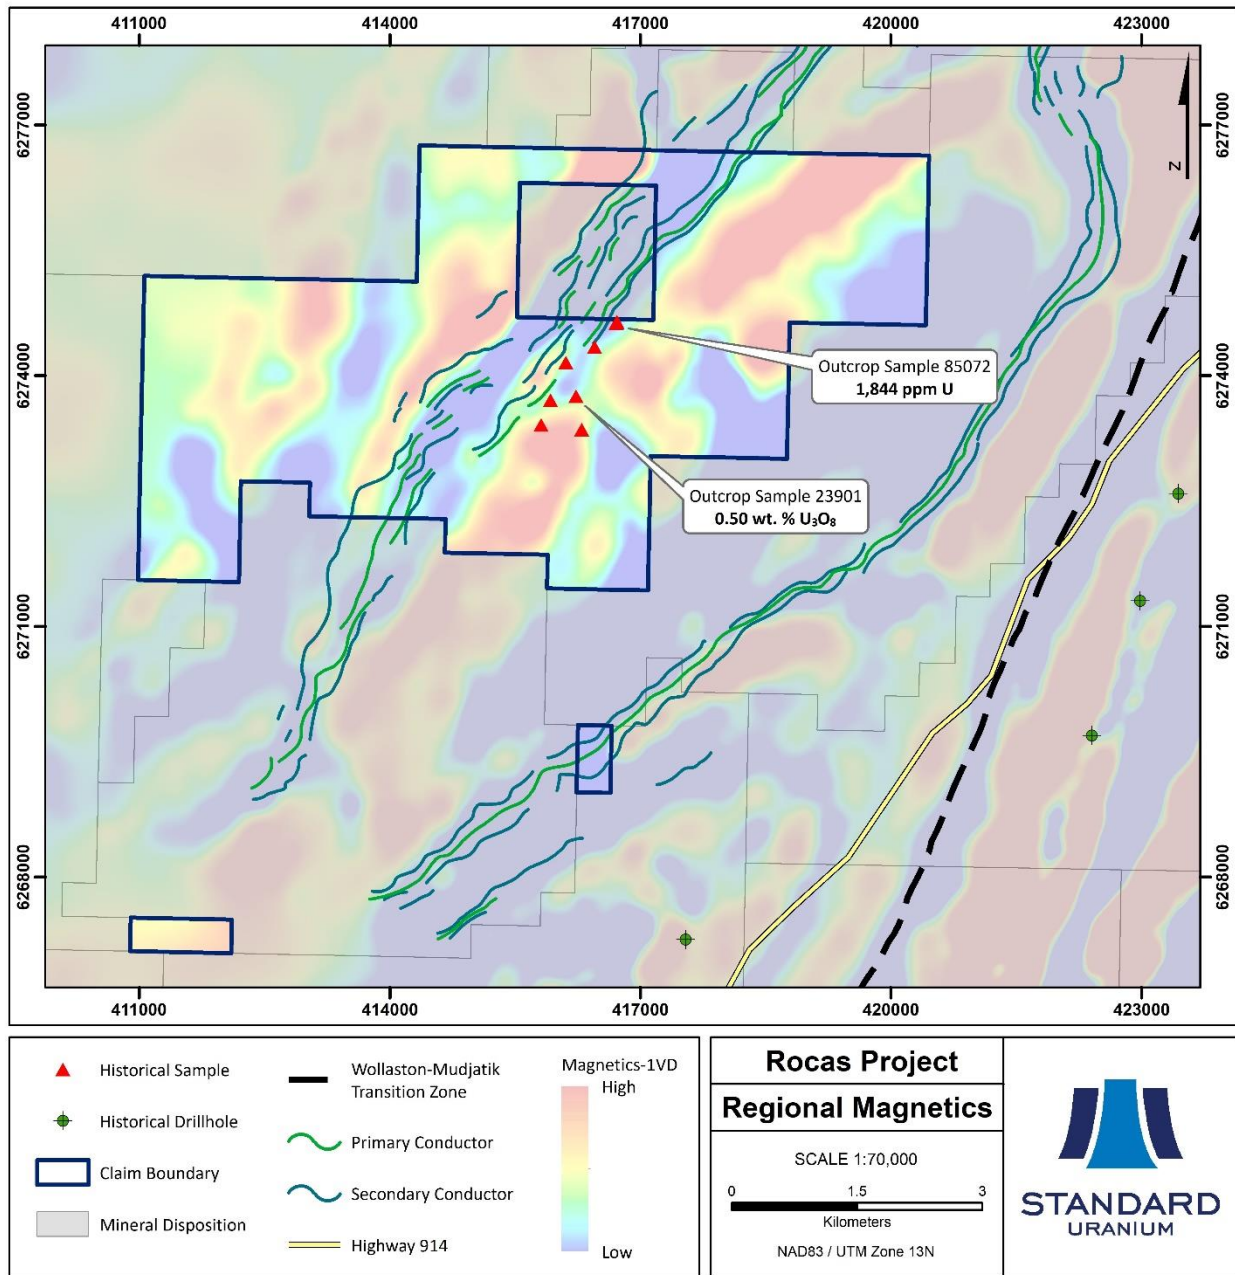 411000 414000 417000 420000 423000
6277000 6277000
N
6274000 6274000
Outcrop Sample 85072
1,844 ppm U
Outcrop Sample 23901
0.50 wt. % U₃O₈
6271000 6271000
6268000 6268000
411000 414000 417000 420000 423000
Historical Sample
Historical Drillhole
Claim Boundary
Mineral Disposition
Wollaston-Mudjatik
Transition Zone
Primary Conductor
Secondary Conductor
Highway 914
Magnetics-1VD
High
Low
Rocas Project
Regional Magnetics
SCALE 1:70,000
0 1.5 3
Kilometers
NAD83 / UTM Zone 13N
STANDARD
URANIUM